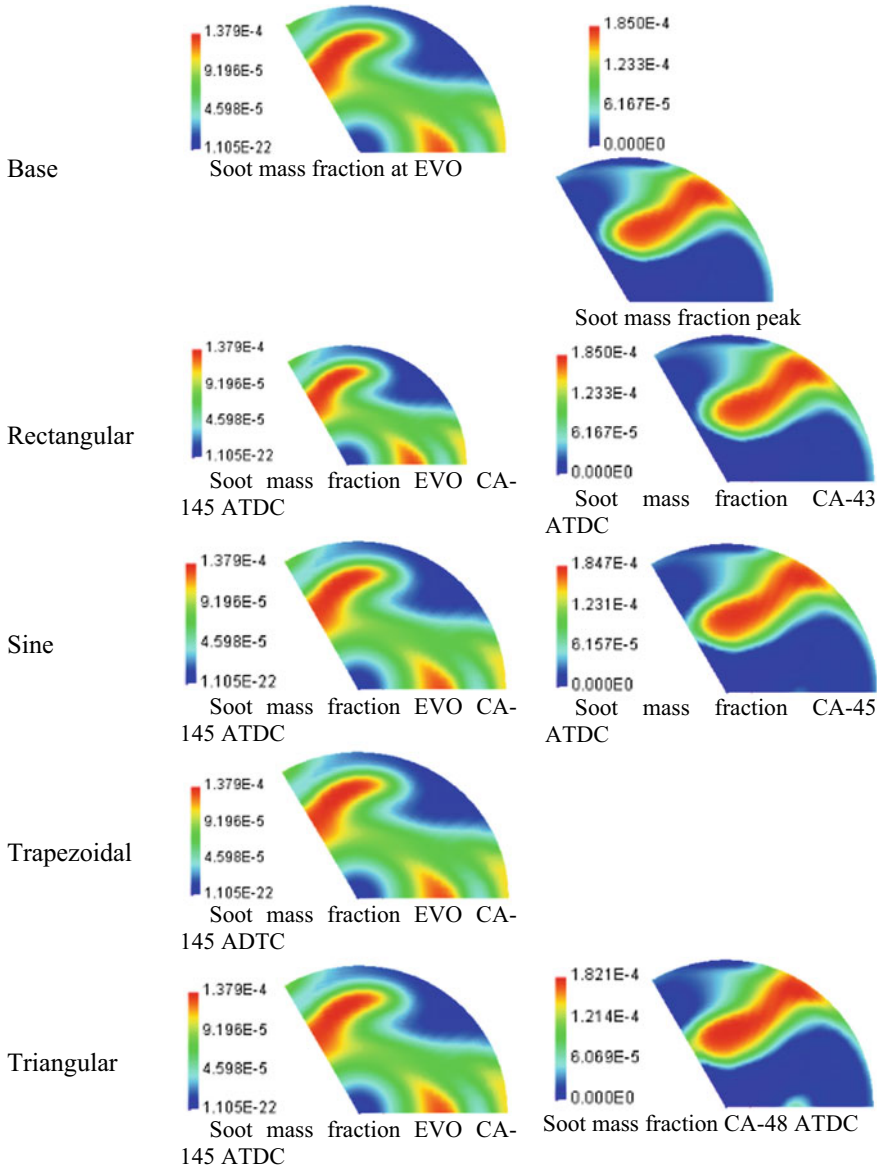 1.379E-4
9.196E-5
4.598E-5
1.105E-22
1.850E-4
1.233E-4
6.167E-5
0.000E0
Base
Soot mass fraction at EVO
Soot mass fraction peak
1.379E-4
9.196E-5
4.598E-5
1.105E-22
1.850E-4
1.233E-4
6.167E-5
0.000E0
Rectangular
Soot mass fraction EVO CA-
145 ATDC
Soot mass fraction CA-43
ATDC
1.379E-4
9.196E-5
4.598E-5
1.105E-22
1.847E-4
1.231E-4
6.157E-5
0.000E0
Sine
Soot mass fraction EVO CA-
145 ATDC
Soot mass fraction CA-45
ATDC
1.379E-4
9.196E-5
4.598E-5
1.105E-22
Trapezoidal
Soot mass fraction EVO CA-
145 ADTC
1.379E-4
9.196E-5
4.598E-5
1.105E-22
1.821E-4
1.214E-4
6.069E-5
0.000E0
Triangular
Soot mass fraction EVO CA-
145 ATDC
Soot mass fraction CA-48 ATDC